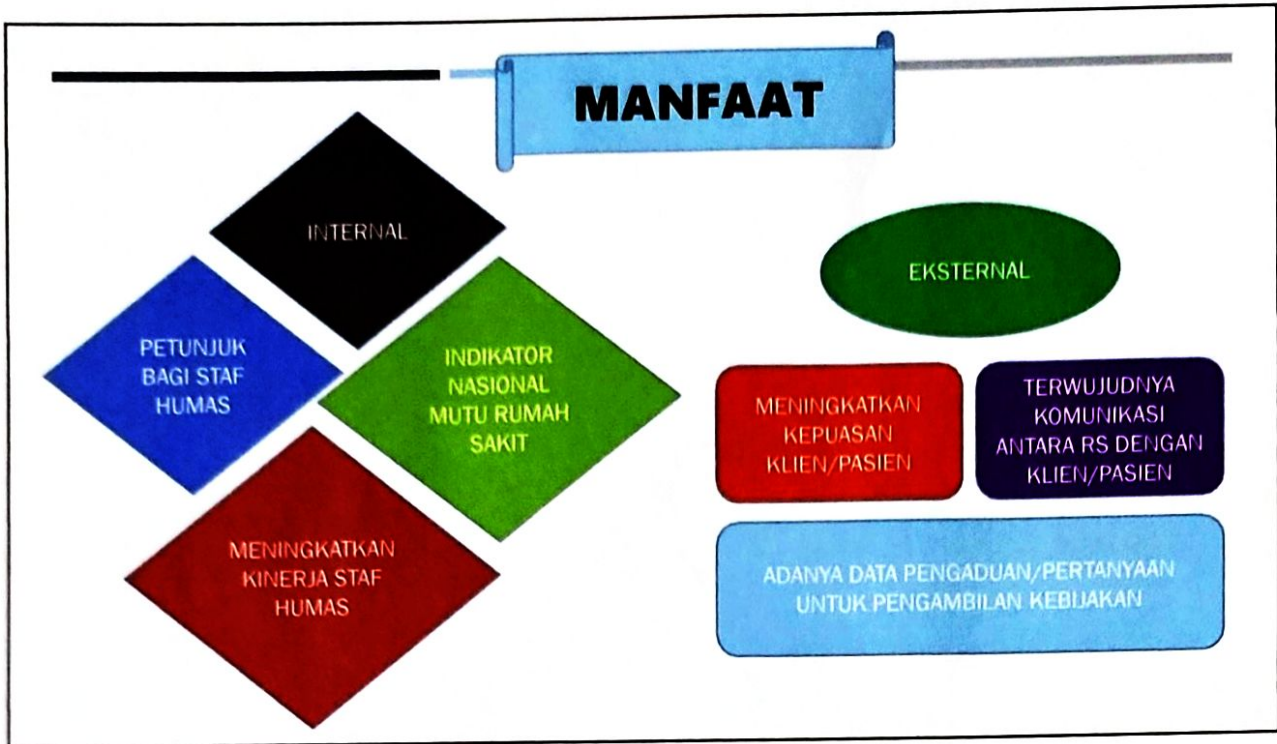 MANFAAT
INTERNAL
PETUNJUK
BAGI STAF
HUMAS
INDIKATOR
NASIONAL
MUTU RUMAH
SAKIT
MENINGKATKAN
KINERJA STAF
HUMAS
EKSTERNAL
MENINGKATKAN
KEPUASAN
KLIEN/PASIEN
TERWUJUDNYA
KOMUNIKASI
ANTARA RS DENGAN
KLIEN/PASIEN
ADANYA DATA PENGADUAN/PERTANYAAN
UNTUK PENGAMBILAN KEBIJAKAN